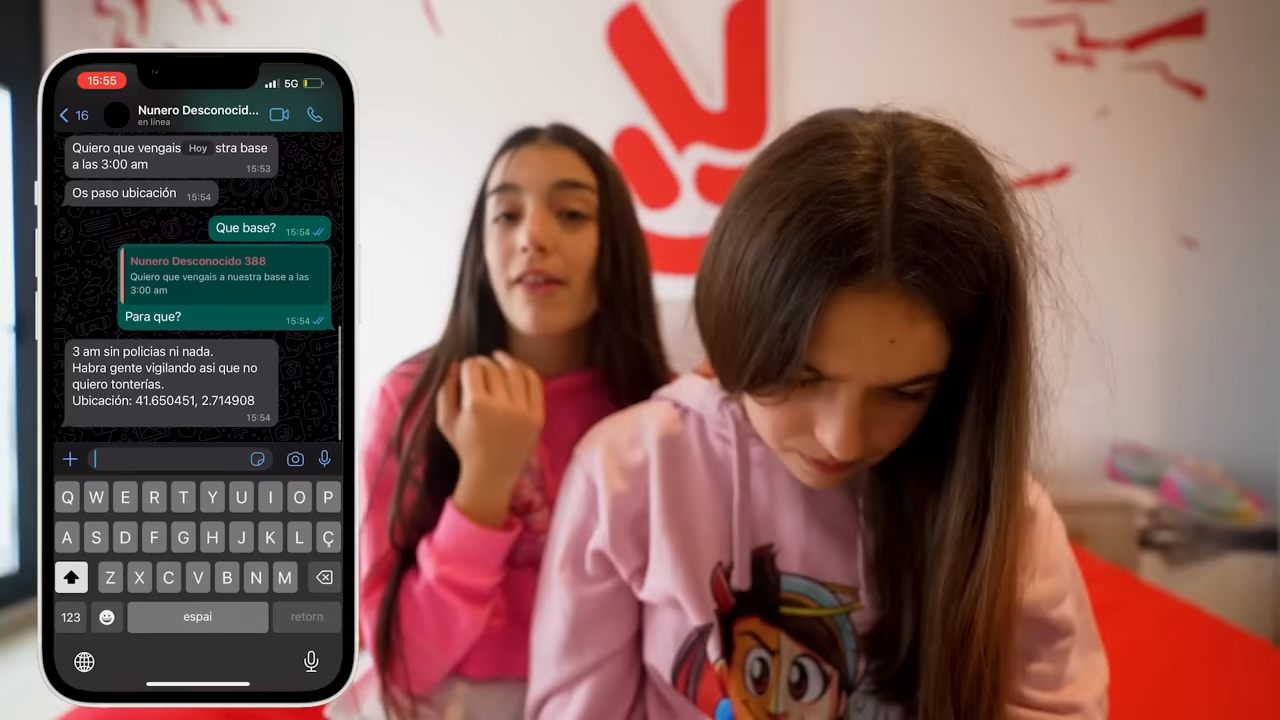 15:55
5G
16
Nunero Desconocid...
en línea
Quiero que vengais
Hoy
stra base
a las 3:00 am
15:53
Os paso ubicación
15:54
Que base?
15:54
Nunero Desconocido 388
Quiero que vengais a nuestra base a las
3:00 am
Para que?
15:54
3 am sin policias ni nada.
Habra gente vigilando asi que no
quiero tonterías.
Ubicación: 41.650451, 2.714908
15:54
Q W E R T Y U I O P
A S D F G H J K L Ç
Z X C V B N M
123
espai
retorn